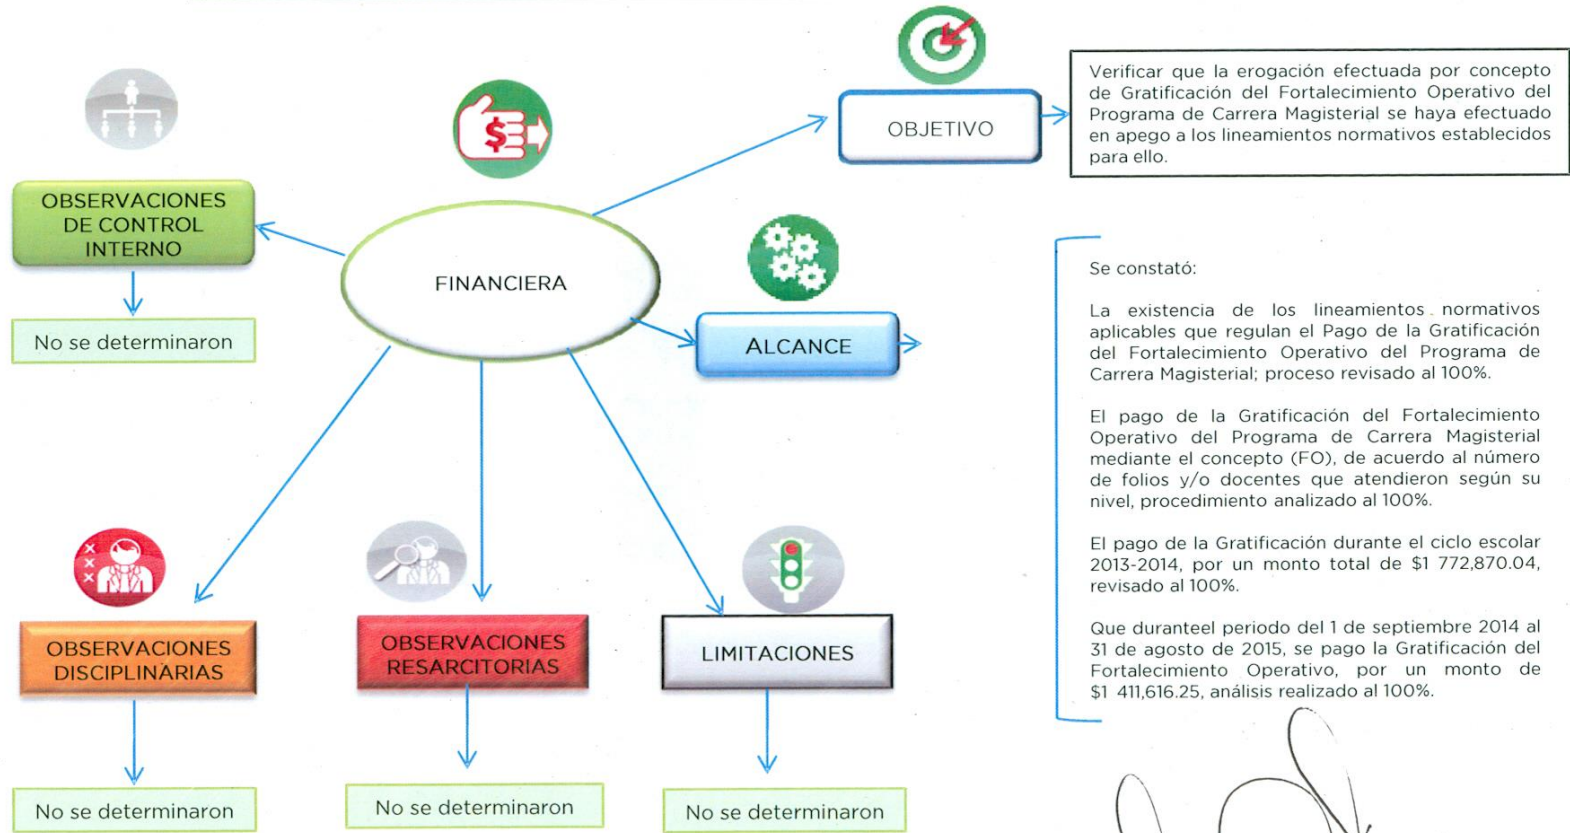 OBJETIVO
Verificar que la erogación efectuada por concepto
de Gratificación del Fortalecimiento Operativo del
Programa de Carrera Magisterial se haya efectuado
en apego a los lineamientos normativos establecidos
para ello.
OBSERVACIONES
DE CONTROL
INTERNO
No se determinaron
$
FINANCIERA
ALCANCE
Se constató:
La existencia de los lineamientos normativos
aplicables que regulan el Pago de la Gratificación
del Fortalecimiento Operativo del Programa de
Carrera Magisterial; proceso revisado al 100%.
El pago de la Gratificación del Fortalecimiento
Operativo del Programa de Carrera Magisterial
mediante el concepto (FO), de acuerdo al número
de folios y/o docentes que atendieron según su
nivel, procedimiento analizado al 100%.
El pago de la Gratificación durante el ciclo escolar
2013-2014, por un monto total de $1 772,870.04,
revisado al 100%.
Que duranteel periodo del 1 de septiembre 2014 al
31 de agosto de 2015, se pago la Gratificación del
Fortalecimiento Operativo, por un monto de
$1 411,616.25, análisis realizado al 100%.
X
X
X
OBSERVACIONES
DISCIPLINARIAS
No se determinaron
OBSERVACIONES
RESARCITORIAS
No se determinaron
LIMITACIONES
No se determinaron